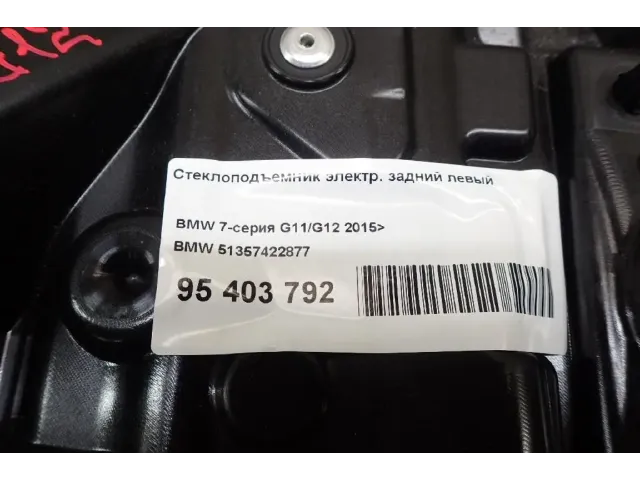 Стеклоподъемник электр. задний левый
BMW 7-серия G11/G12 2015>
BMW 51357422877
95 403 792